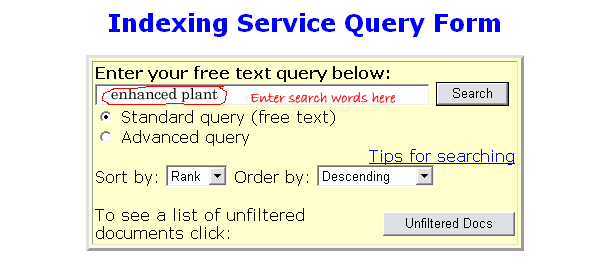 Indexing Service Query Form
Enter your free text query below:
enhanced plant Enter search words here Search
Standard query (free text)
Advanced query
Tips for searching
Sort by: Rank Order by: Descending
To see a list of unfiltered
documents click: Unfiltered Docs